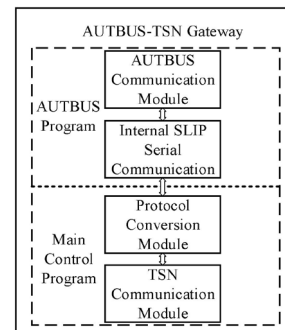 AUTBUS-TSN Gateway
AUTBUS
Program
AUTBUS
Communication
Module
Internal SLIP
Serial
Communication
Main
Control
Program
Protocol
Conversion
Module
TSN
Communication
Module